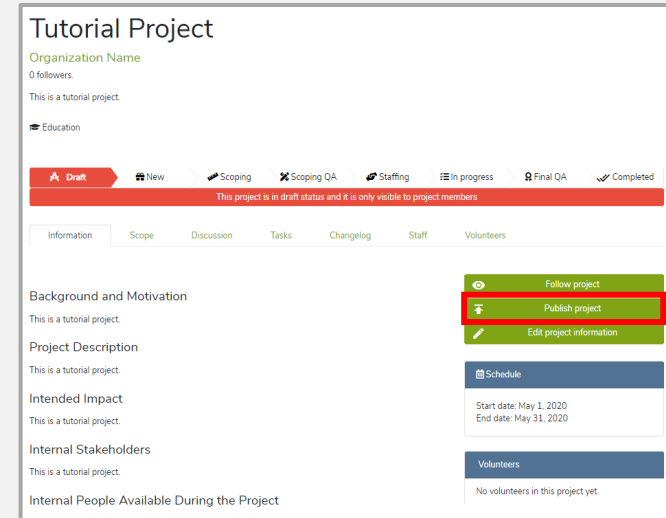 Tutorial Project
Organization Name
0 followers.
This is a tutorial project.
Education
Draft New Scoping Scoping QA Staffing In progress Final QA Completed
This project is in draft status and it is only visible to project members
Information Scope Discussion Tasks Changelog Staff Volunteers
Follow project
Publish project
Edit project information
Background and Motivation
This is a tutorial project.
Project Description
This is a tutorial project.
Intended Impact
This is a tutorial project.
Internal Stakeholders
This is a tutorial project.
Internal People Available During the Project
Schedule
Start date: May 1, 2020
End date: May 31, 2020
Volunteers
No volunteers in this project yet.